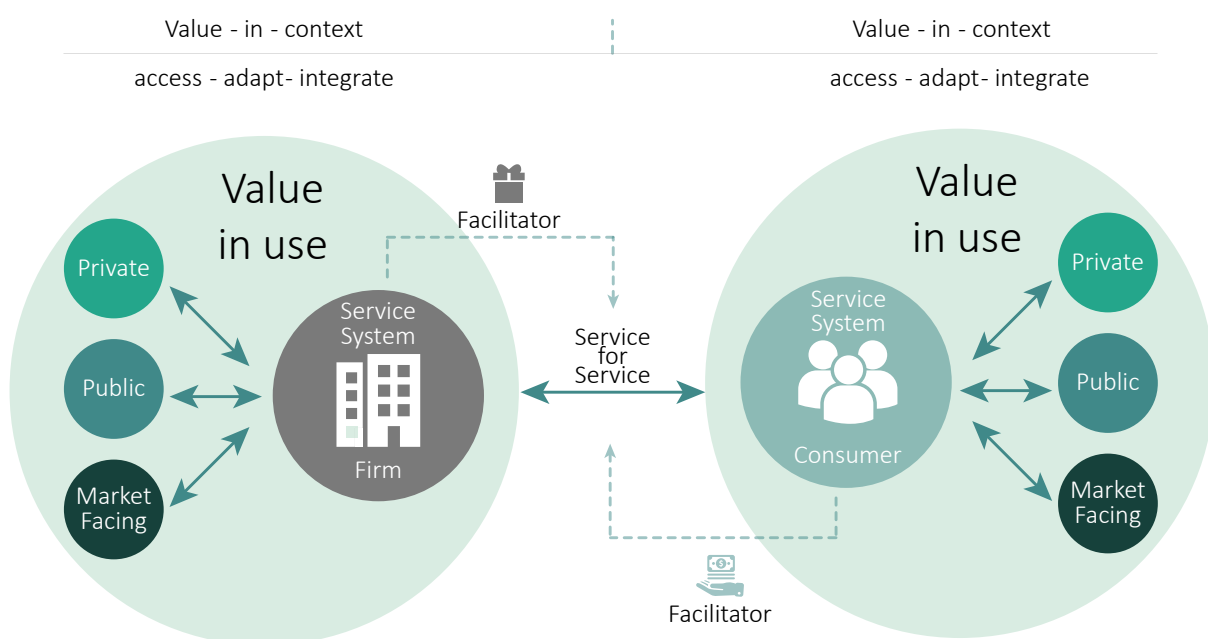 Value - in - context
access - adapt- integrate
Value
in use
Private
Public
Market
Facing
Service
System
Firm
Facilitator
Service
for
Service
Facilitator
Value - in - context
access - adapt- integrate
Value
in use
Service
System
Consumer
Private
Public
Market
Facing